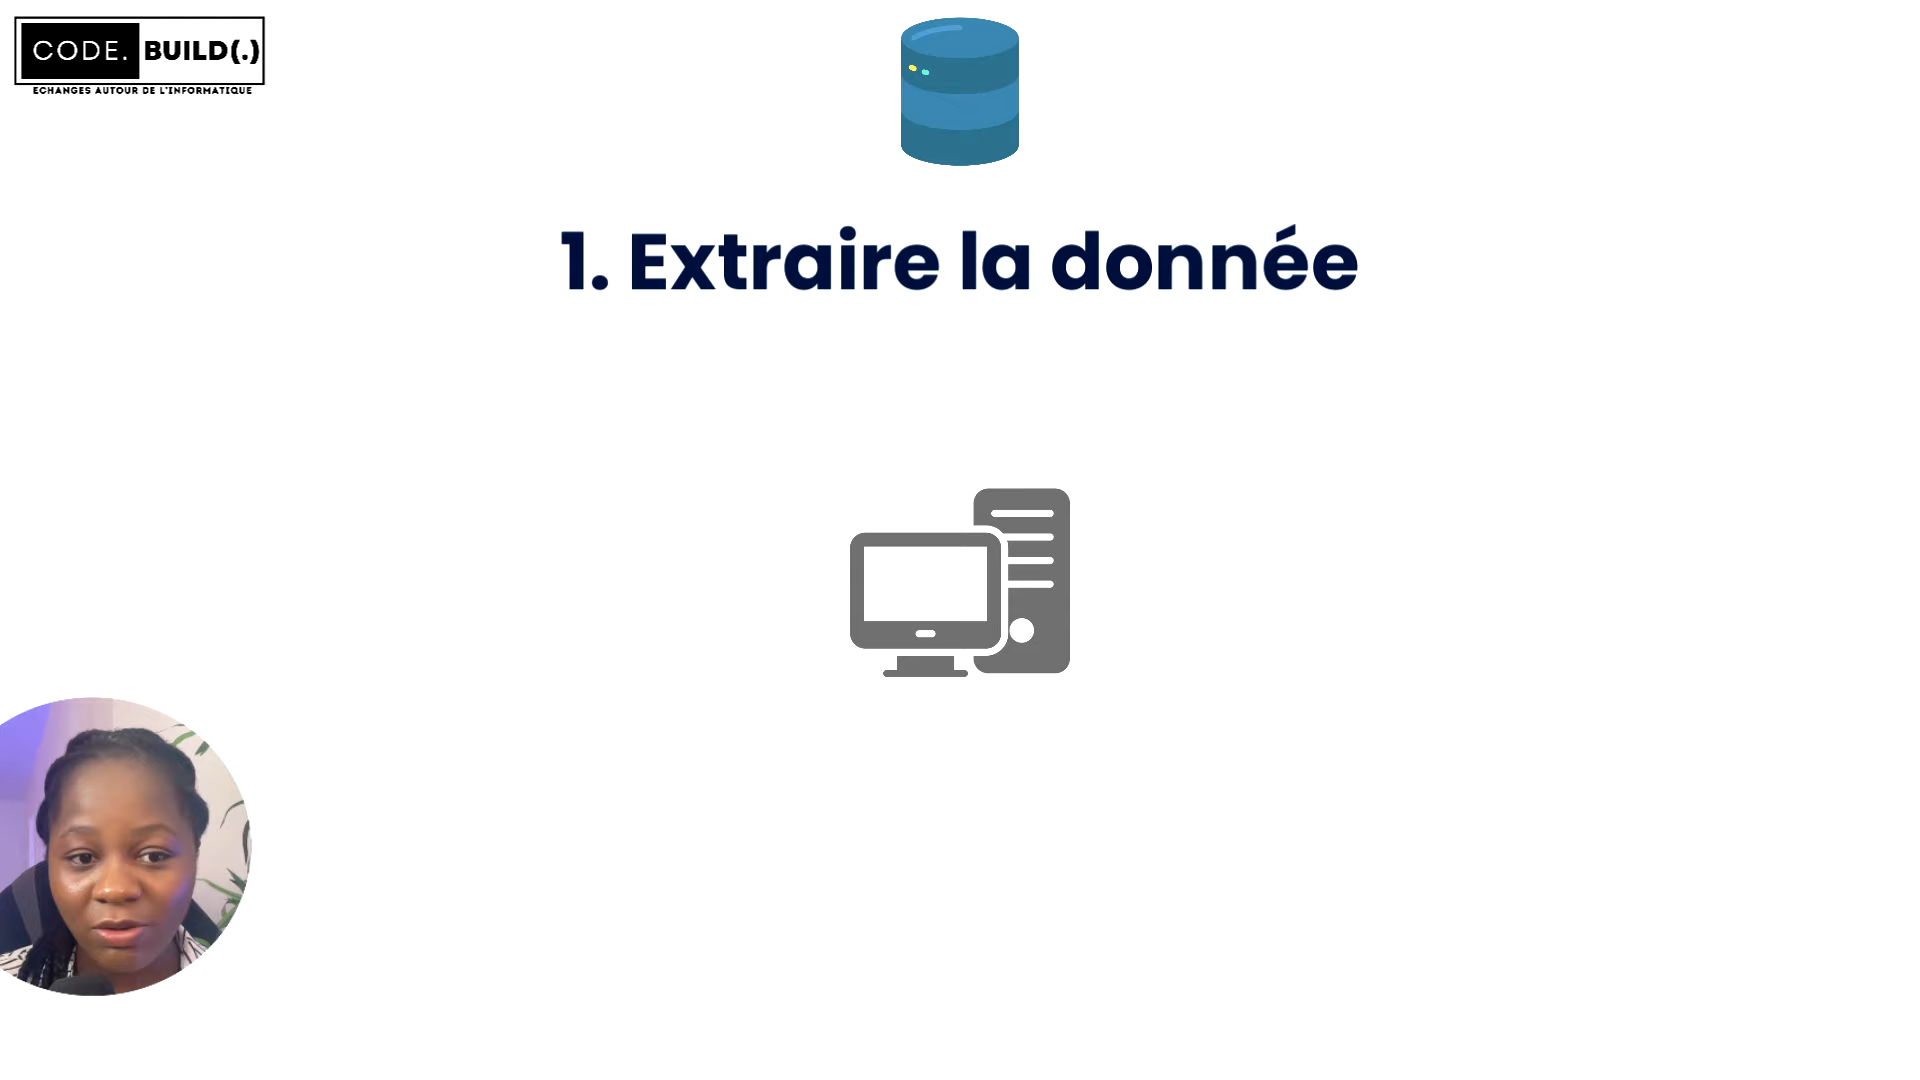 CODE. BUILD(.)
ECHANGES AUTOUR DE L'INFORMATIQUE
1. Extraire la donnée